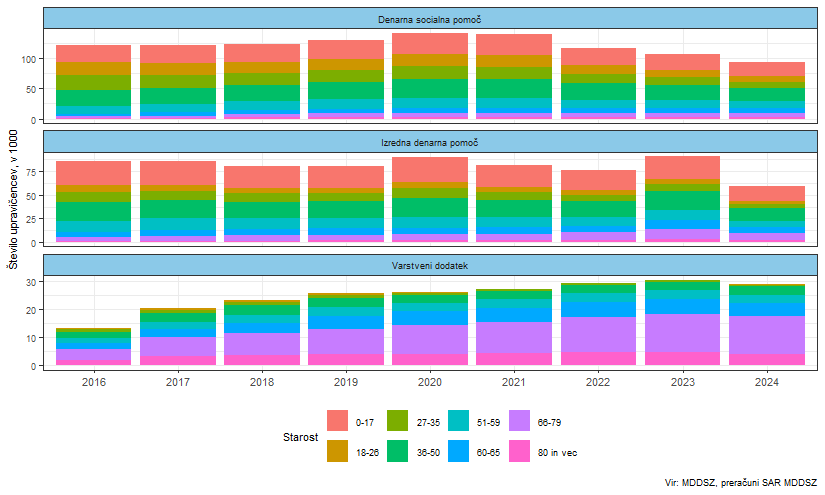 Denarna socialna pomoč
100
50
0
Izredna denarna pomoč
75
50
25
0
Varstveni dodatek
30
20
10
0
Število upravičencev, v 1000
2016 2017 2018 2019 2020 2021 2022 2023 2024
Starost
0-17 27-35 51-59 66-79
18-26 36-50 60-65 80 in vec
Vir: MDDSZ, preračuni SAR MDDSZ